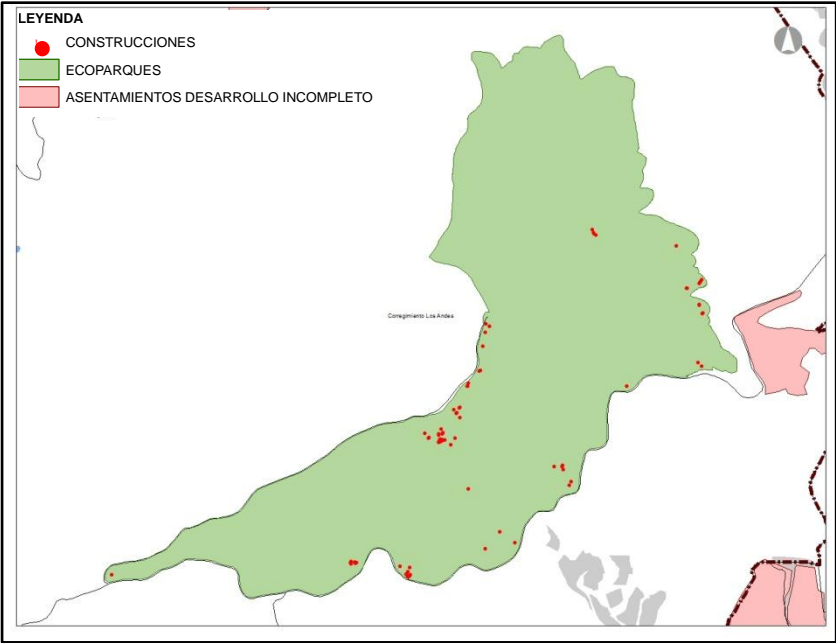 LEYENDA
CONSTRUCCIONES
ECOPARQUES
ASENTAMIENTOS DESARROLLO INCOMPLETO
Corregimiento Los Andes